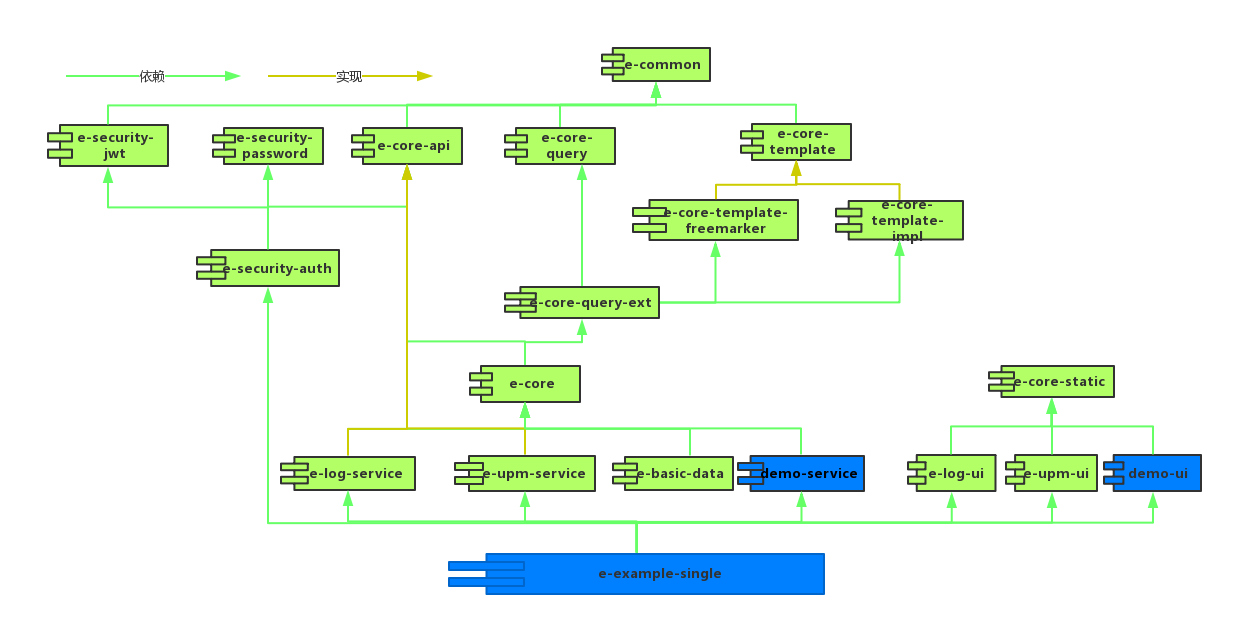 e-common
依赖
实现
e-security-
jwt
e-security-
password
e-core-api
e-core-
query
e-core-
template
e-core-template-
freemarker
e-core-
template-
impl
e-security-auth
e-core-query-ext
e-core
e-core-static
e-log-service
e-upm-service
e-basic-data
demo-service
e-log-ui
e-upm-ui
demo-ui
e-example-single